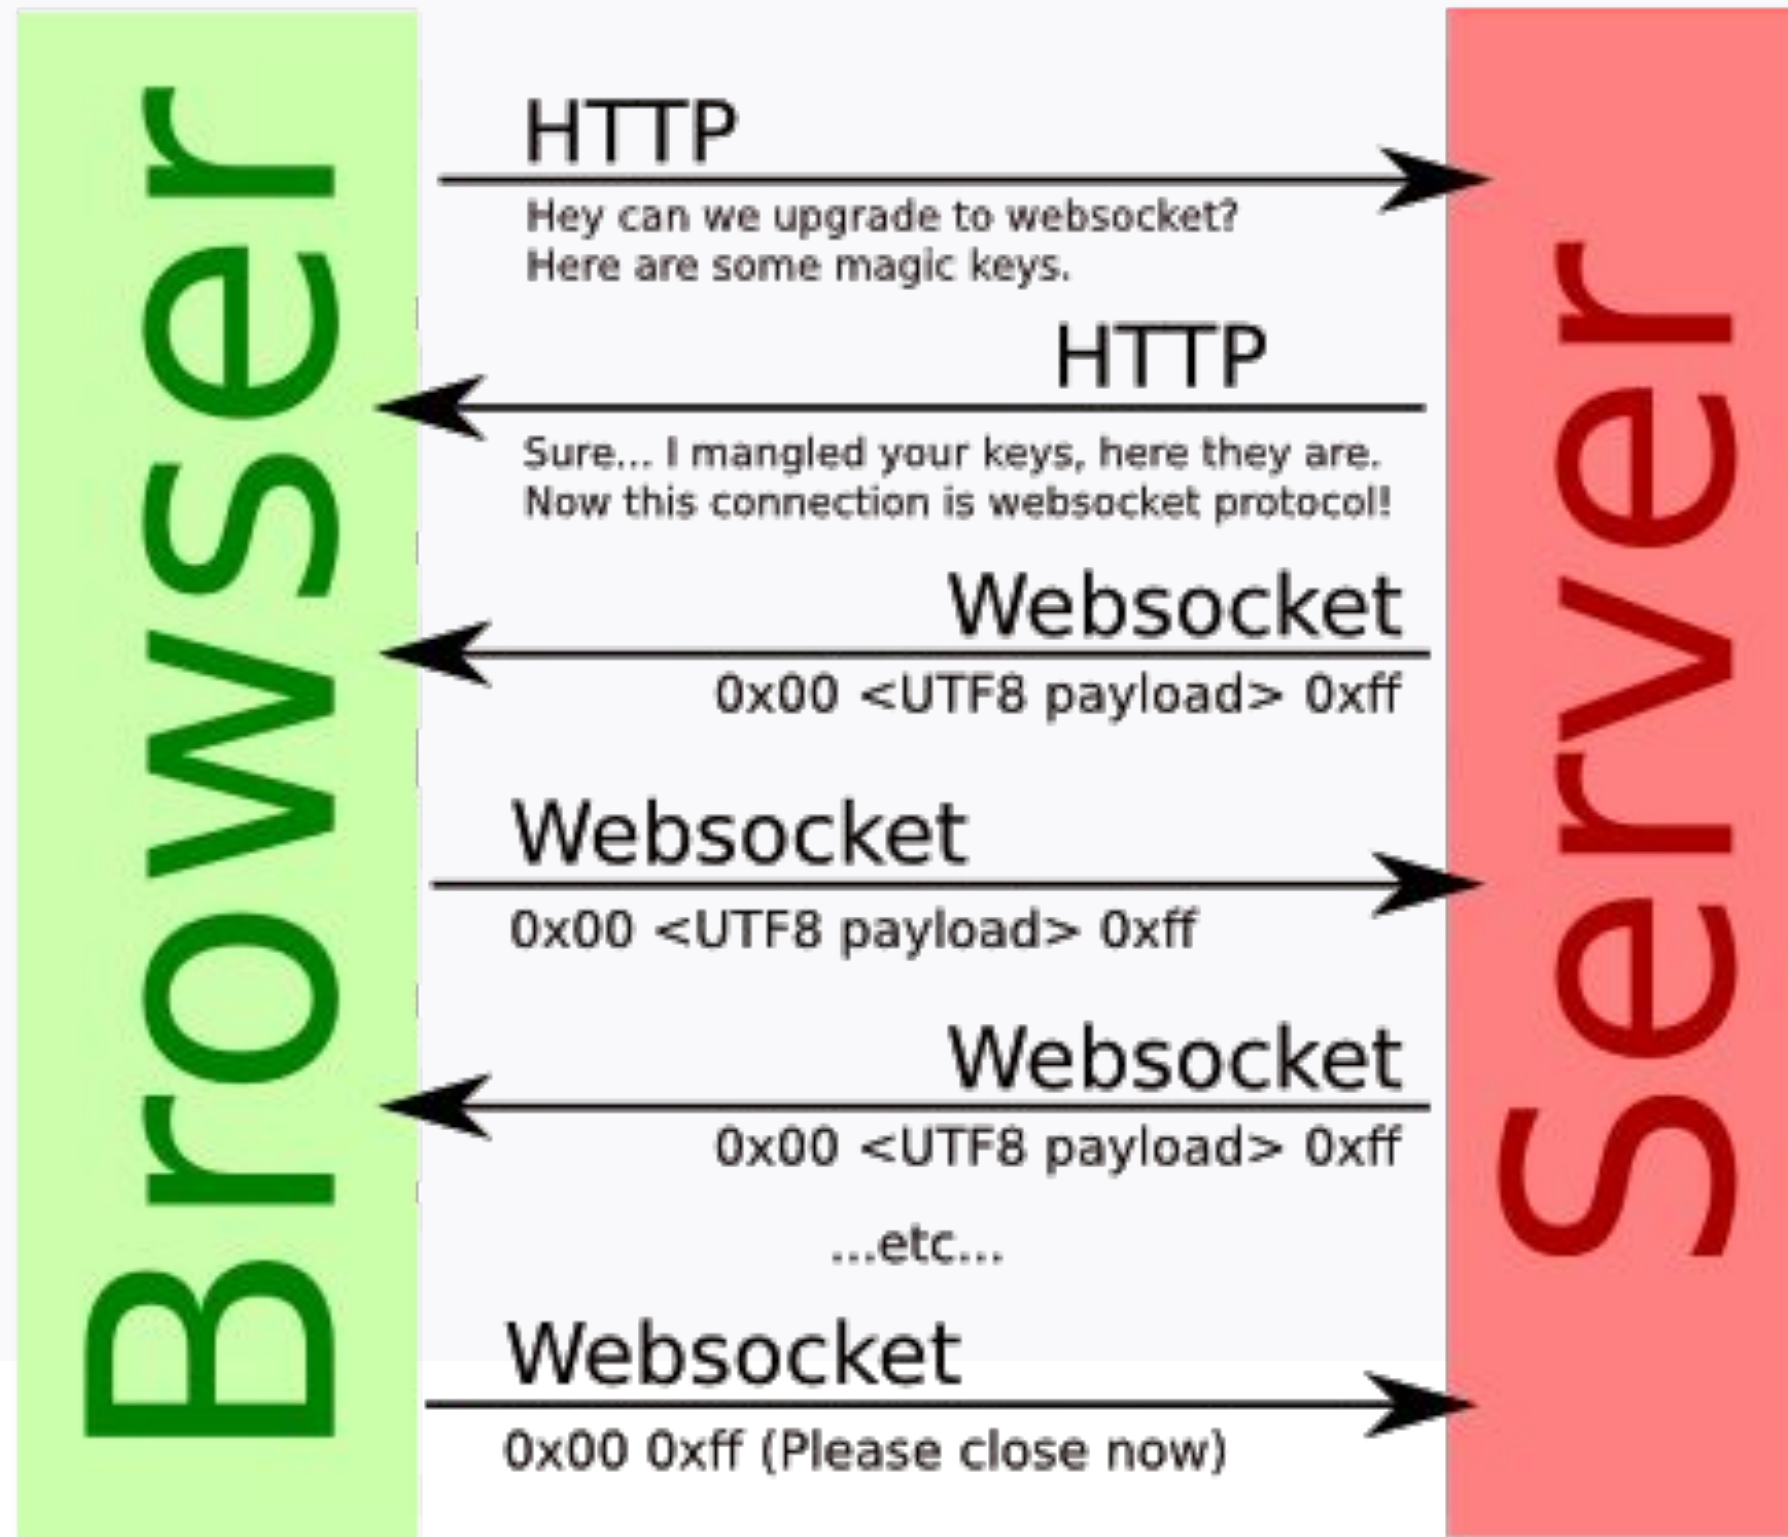 Browser
HTTP
Hey can we upgrade to websocket?
Here are some magic keys.
HTTP
Sure... I mangled your keys, here they are.
Now this connection is websocket protocol!
Websocket
0x00 <UTF8 payload> 0xff
Websocket
0x00 <UTF8 payload> 0xff
Websocket
0x00 <UTF8 payload> 0xff
...etc...
Websocket
0x00 0xff (Please close now)
Server